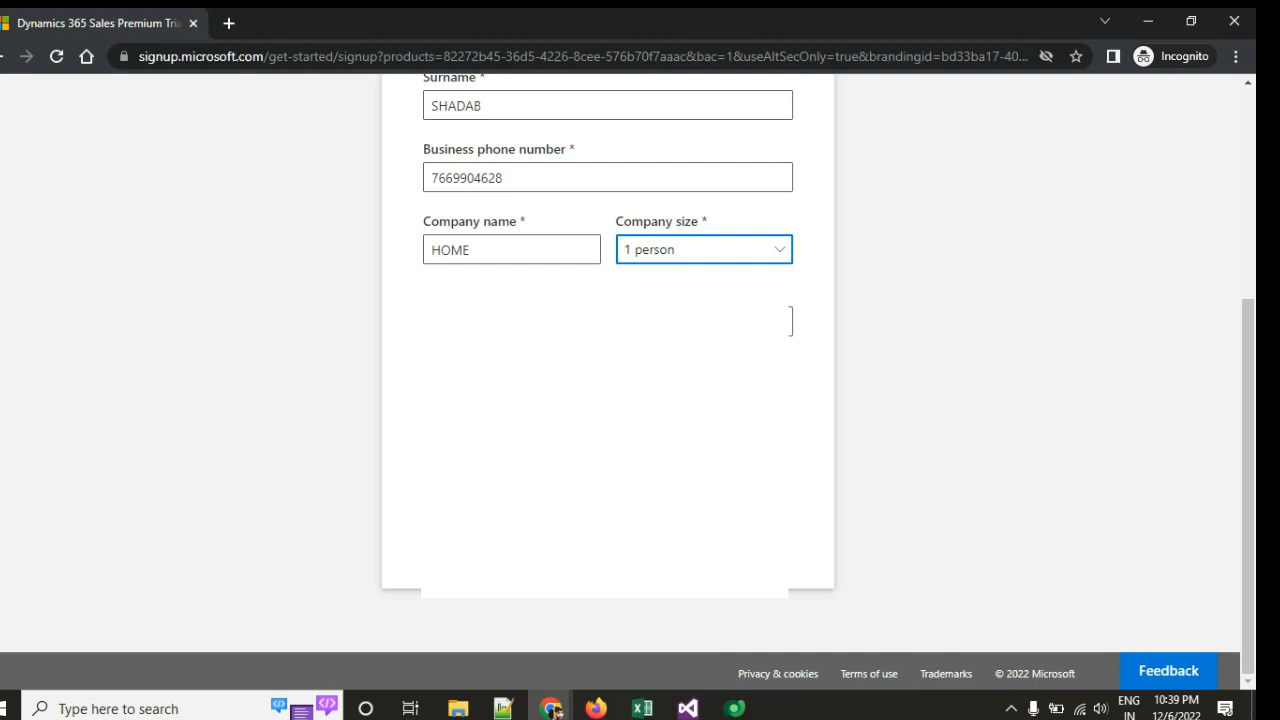 Dynamics 365 Sales Premium Tria
signup.microsoft.com/get-started/signup?products=82272b45-36d5-4226-8cee-576b70f7aaac&bac=1&useAltSecOnly=true&brandingid=bd33ba17-40...
Incognito
Surname *
SHADAB
Business phone number *
7669904628
Company name *
Company size *
HOME
1 person
Privacy & cookies
Terms of use
Trademarks
© 2022 Microsoft
Feedback
Type here to search
ENG
IN
10:39 PM
12/6/2022